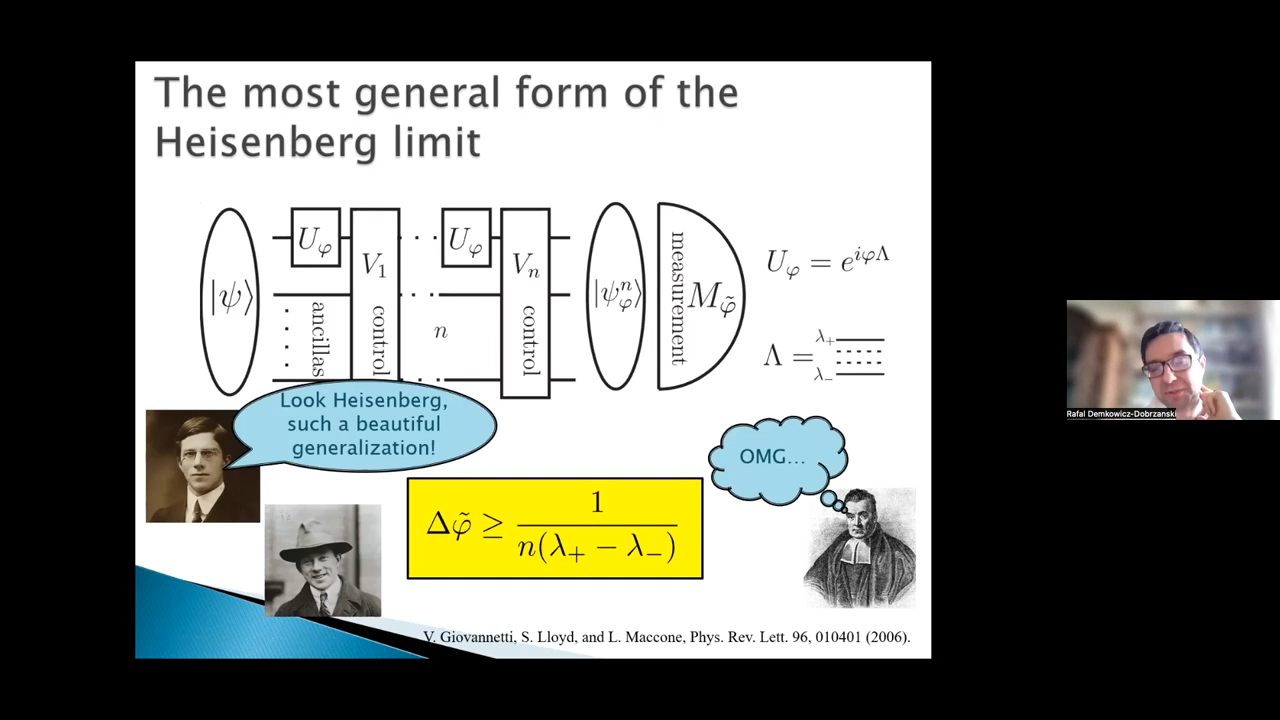 The most general form of the
Heisenberg limit
|ψ⟩
U_φ
V_1
U_φ
V_n
ancillas
control
n
control
|ψ_φ^n⟩
measurement
M_φ̃
U_φ = e^{iφΛ}
Λ =
λ_+
λ_-
Look Heisenberg,
such a beautiful
generalization!
OMG...
Δφ̃ ≥ 1 / n(λ_+ − λ_-)
V. Giovannetti, S. Lloyd, and L. Maccone, Phys. Rev. Lett. 96, 010401 (2006).
Rafal Demkowicz-Dobrzanski